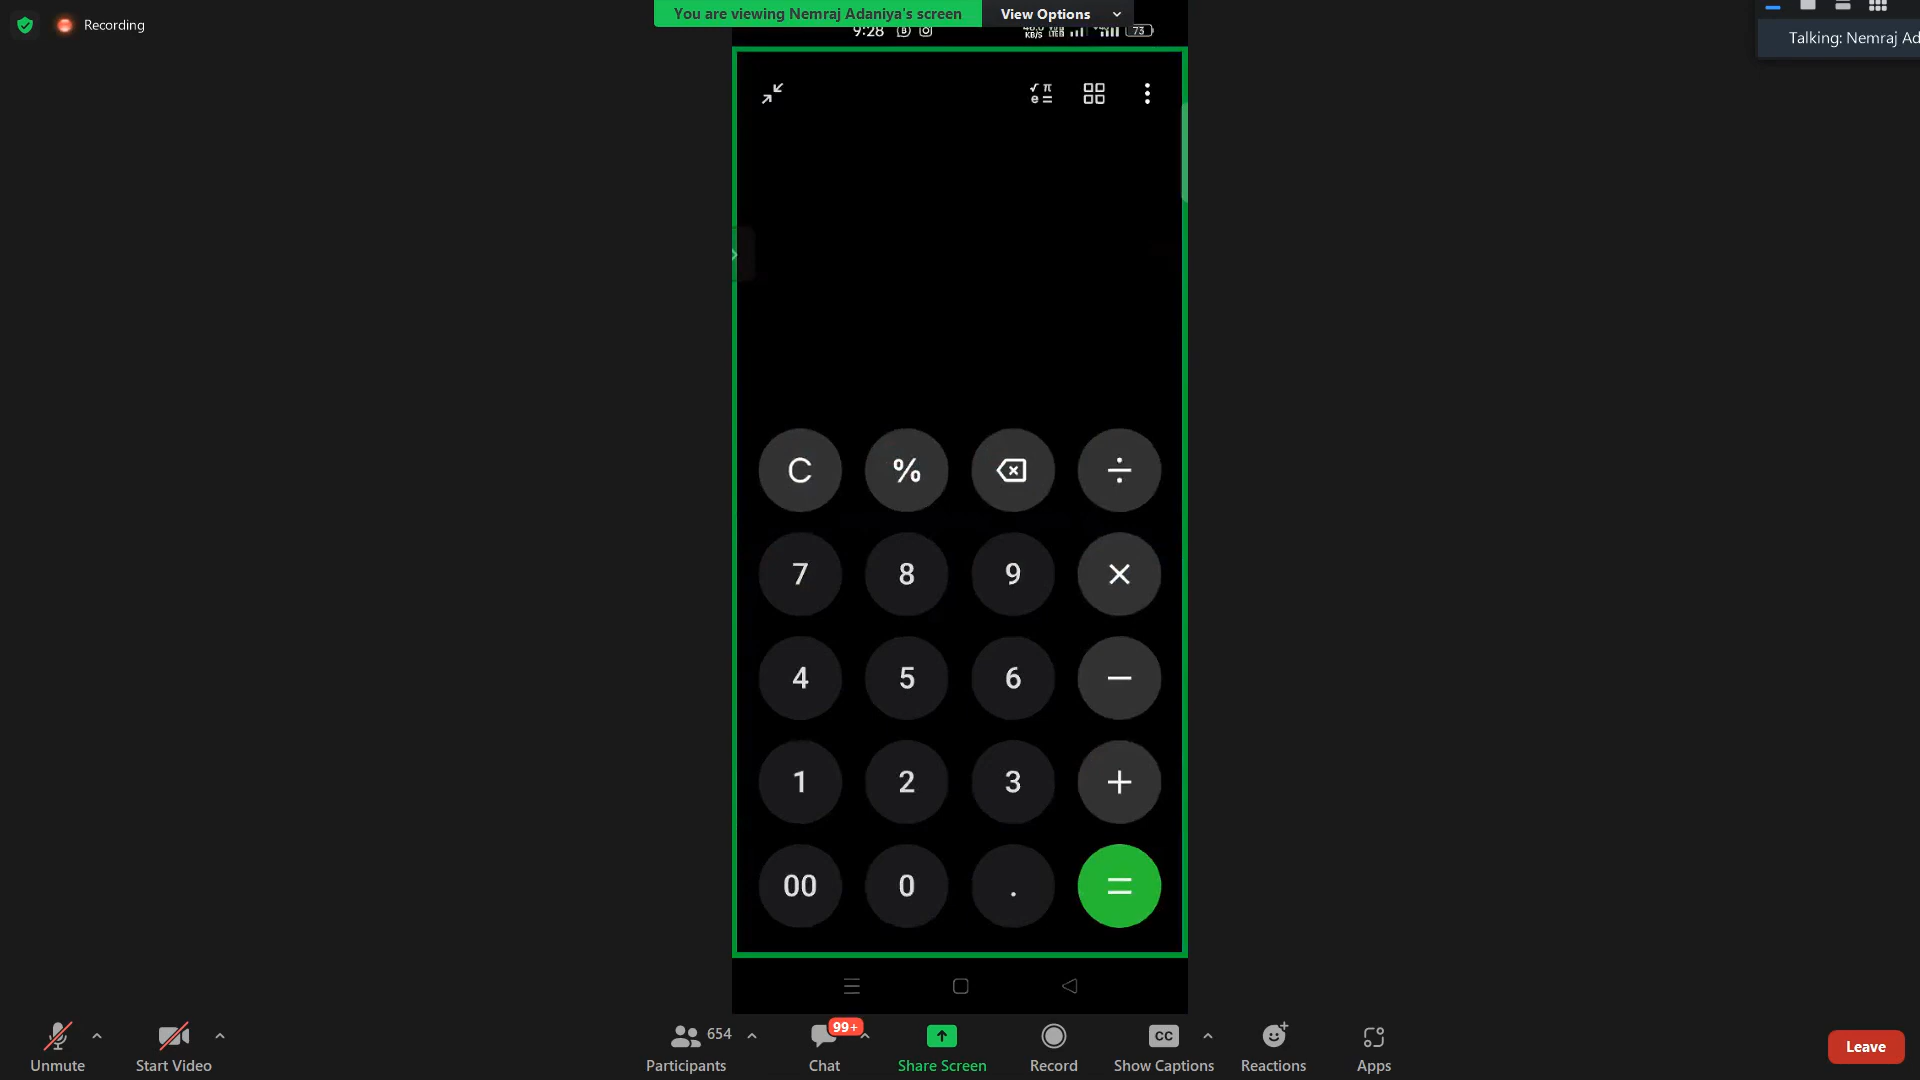 Recording
You are viewing Nemraj Adaniya's screen
View Options
Talking: Nemraj Ad
9:28
KB/S
73
√ π
e =
C % ÷
7 8 9 ×
4 5 6 −
1 2 3 +
00 0 . =
Unmute
Start Video
654
Participants
99+
Chat
Share Screen
Record
CC
Show Captions
Reactions
Apps
Leave